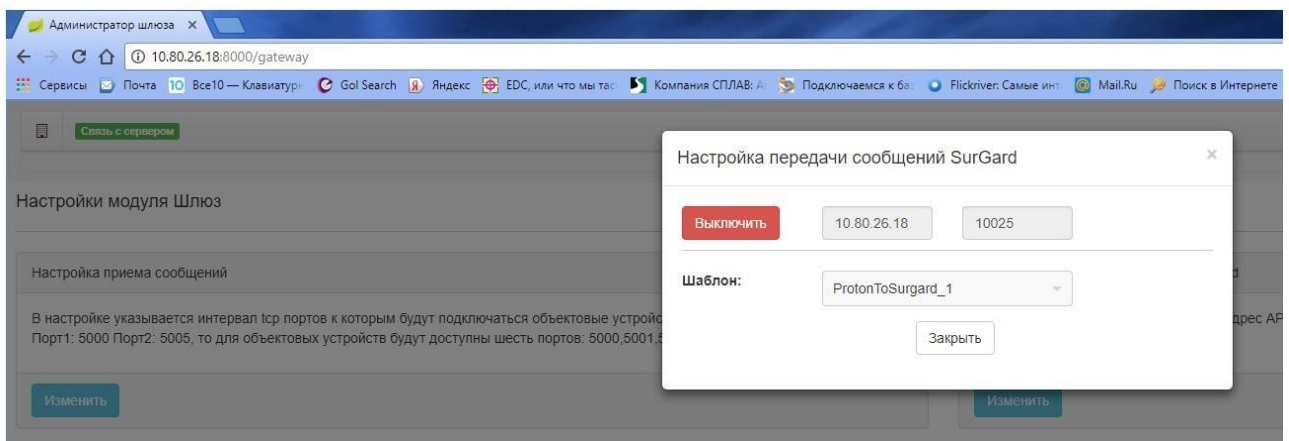 Администратор шлюза
10.80.26.18:8000/gateway
Сервисы Почта 10 Все10 — Клавиатурн Gol Search Я Яндекс EDC, или что мы тас Компания СПЛАВ: А Подключаемся к ба: Flickriver: Самые инт Mail.Ru Поиск в Интернете
Связь с сервером
Настройка передачи сообщений SurGard
Настройки модуля Шлюз
Выключить 10.80.26.18 10025
Настройка приема сообщений
Шаблон: ProtonToSurgard_1
В настройке указывается интервал tcp портов к которым будут подключаться объектовые устройс
дрес АР
Порт1: 5000 Порт2: 5005, то для объектовых устройств будут доступны шесть портов: 5000,5001,5
Закрыть
Изменить Изменить